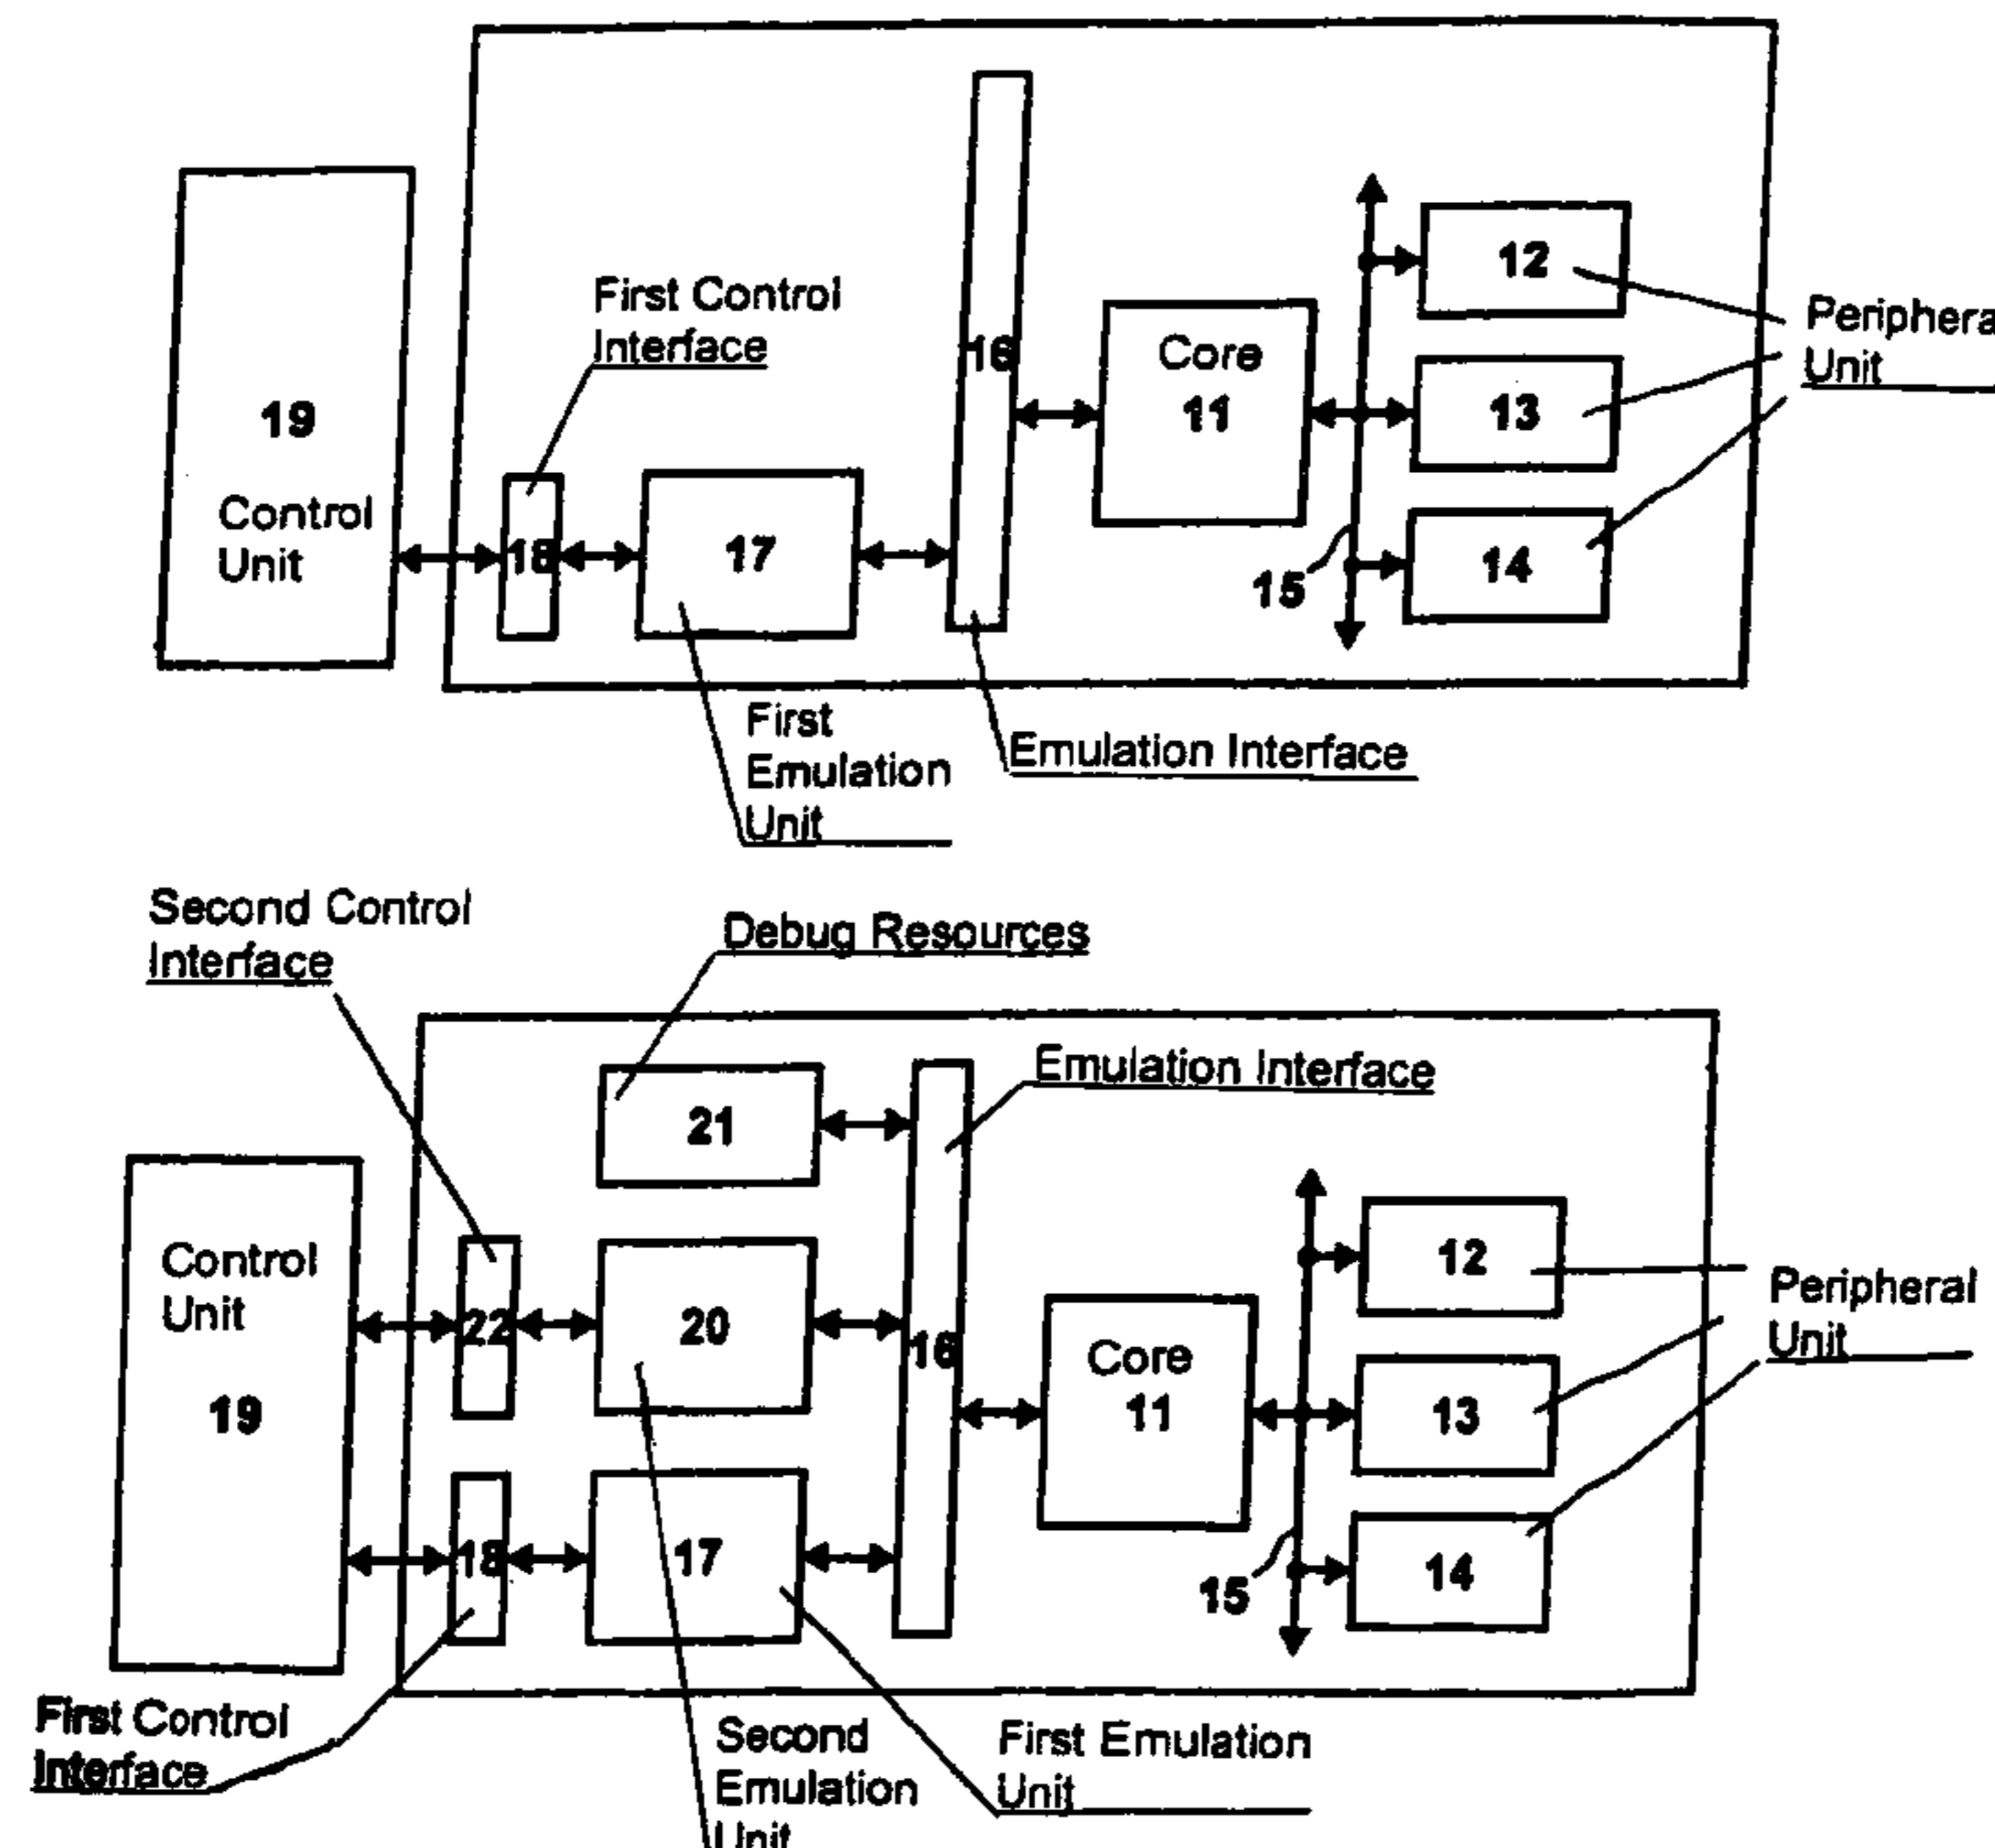 First Control
Interface
12
Peripheral
Unit
16
Core
11
13
19
Control
Unit
18
17
14
15
First
Emulation
Unit
Emulation Interface
Second Control
Interface
Debug Resources
Emulation Interface
21
Control
Unit
12
Peripheral
Unit
22
20
16
Core
11
19
13
18
17
14
15
First Control
Interface
Second
Emulation
Unit
First Emulation
Unit